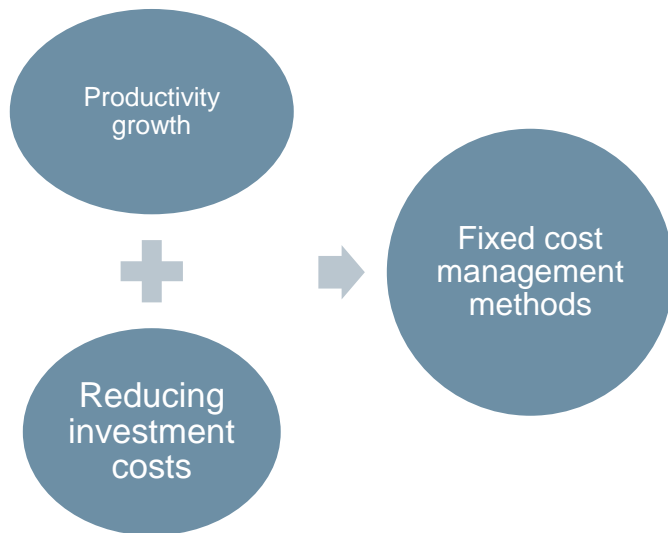 Productivity
growth
Fixed cost
management
methods
Reducing
investment
costs